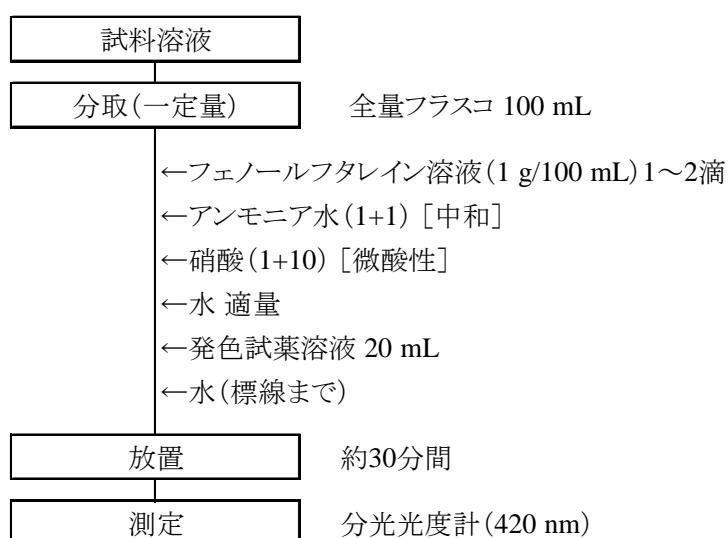 試料溶液
分取(一定量) 全量フラスコ 100 mL
←フェノールフタレイン溶液(1 g/100 mL)1~2滴
←アンモニア水(1+1)[中和]
←硝酸(1+10)[微酸性]
←水 適量
←発色試薬溶液 20 mL
←水(標線まで)
放置 約30分間
測定 分光光度計(420 nm)